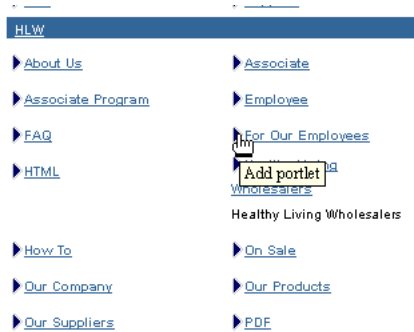 HLW
About Us
Associate
Associate Program
Employee
FAQ
For Our Employees
HTML
Add portlet
Wholesalers
Healthy Living Wholesalers
How To
On Sale
Our Company
Our Products
Our Suppliers
PDF